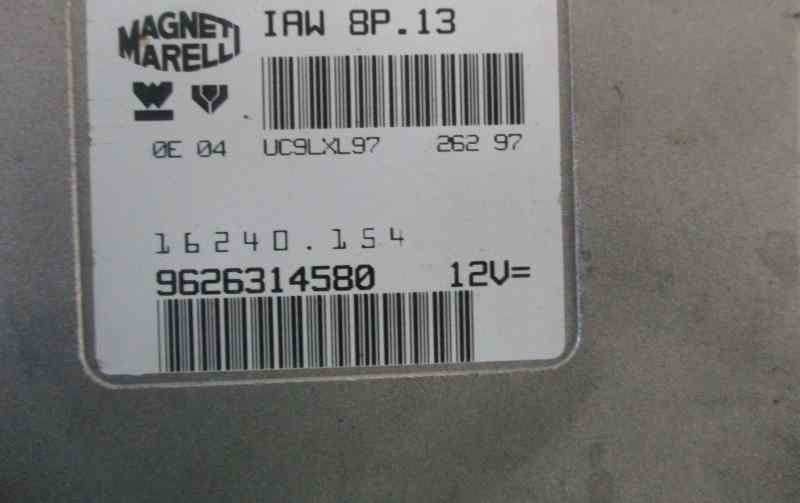 MAGNETI
MARELLI
IAW 8P.13
0E 04 UC9LXL97 262 97
16240.154
9626314580 12V=